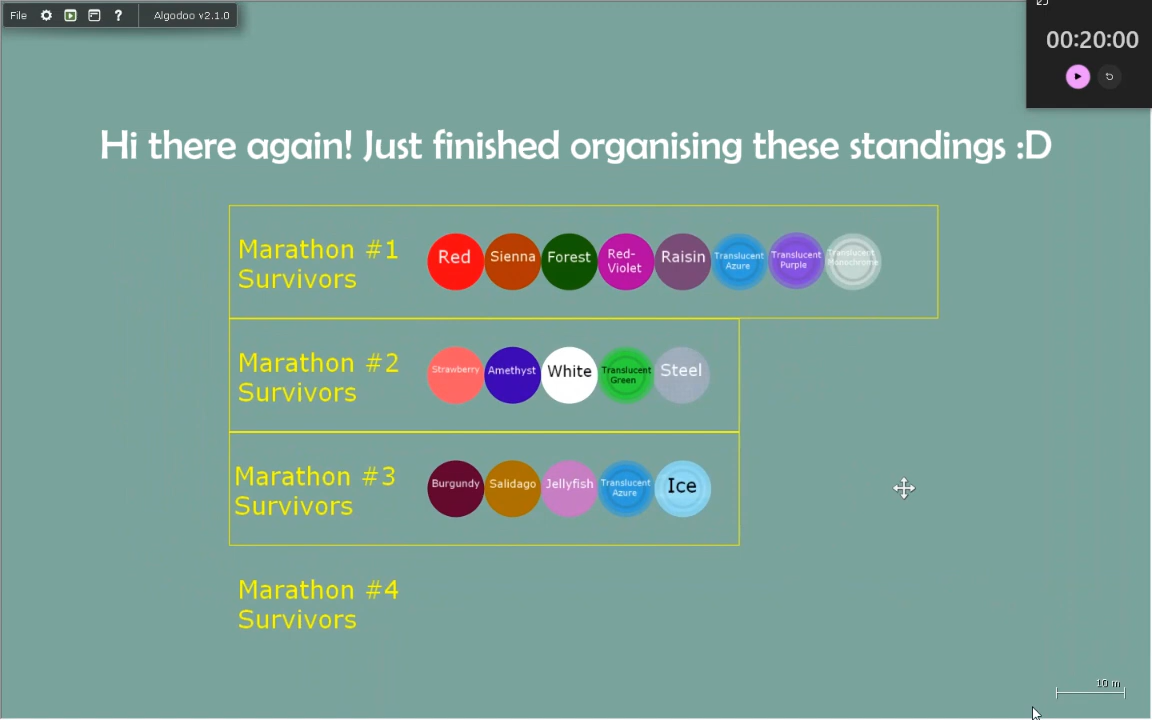 File ? Algodoo v2.1.0
00:20:00
Hi there again! Just finished organising these standings :D
Marathon #1
Survivors
Red
Sienna
Forest
Red-
Violet
Raisin
Translucent
Azure
Translucent
Purple
Translucent
Monochrome
Marathon #2
Survivors
Strawberry
Amethyst
White
Translucent
Green
Steel
Marathon #3
Survivors
Burgundy
Salidago
Jellyfish
Translucent
Azure
Ice
Marathon #4
Survivors
10 m